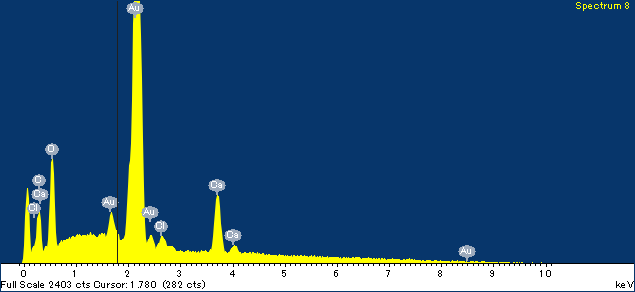 Spectrum 8
Au
O
C
Ca
Cl
Au
Au
Cl
Ca
Ca
Au
0 1 2 3 4 5 6 7 8 9 10
Full Scale 2403 cts Cursor: 1.780 (282 cts) keV